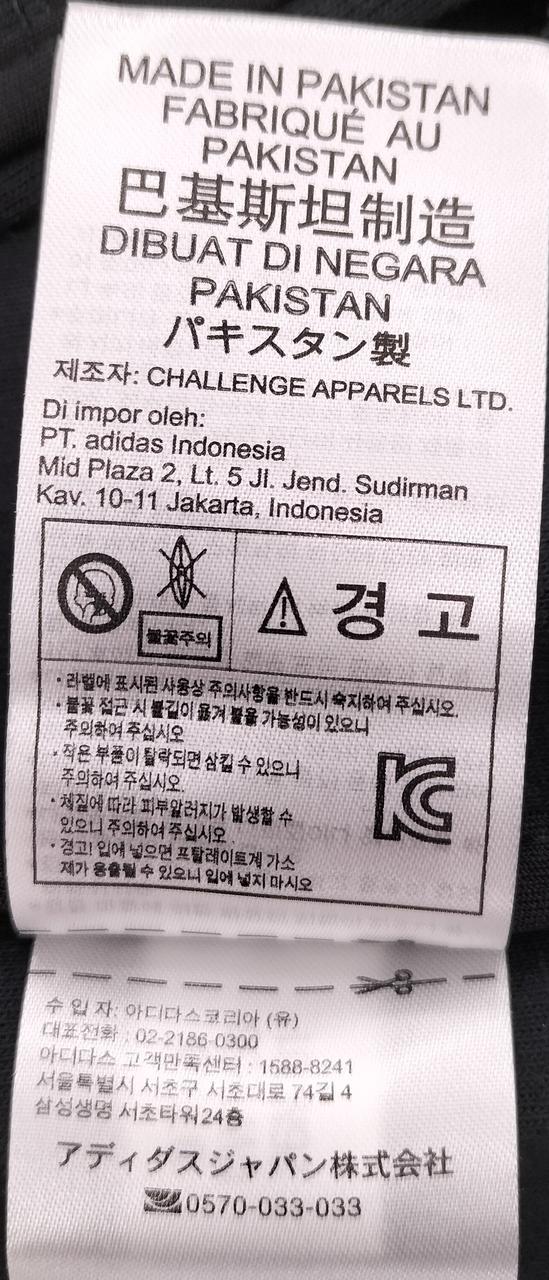 MADE IN PAKISTAN
FABRIQUÉ AU
PAKISTAN
巴基斯坦制造
DIBUAT DI NEGARA
PAKISTAN
パキスタン製
제조자: CHALLENGE APPARELS LTD.
Di impor oleh:
PT. adidas Indonesia
Mid Plaza 2, Lt. 5 Jl. Jend. Sudirman
Kav. 10-11 Jakarta, Indonesia
불꽃주의
경 고
· 라벨에 표시된 사용상 주의사항을 반드시 숙지하여 주십시오.
· 불꽃 접근 시 불길이 옮겨 붙을 가능성이 있으니
주의하여 주십시오
· 작은 부품이 탈락되면 삼킬 수 있으니
주의하여 주십시오.
· 체질에 따라 피부알러지가 발생할 수
있으니 주의하여 주십시오.
· 경고! 입에 넣으면 프탈레이트계 가소
제가 용출될 수 있으니 입에 넣지 마시오
KC
수 입 자: 아디다스코리아 (유)
대표전화 : 02-2186-0300
아디다스 고객만족센터 : 1588-8241
서울특별시 서초구 서초대로 74길 4
삼성생명 서초타워24층
アディダスジャパン株式会社
0570-033-033